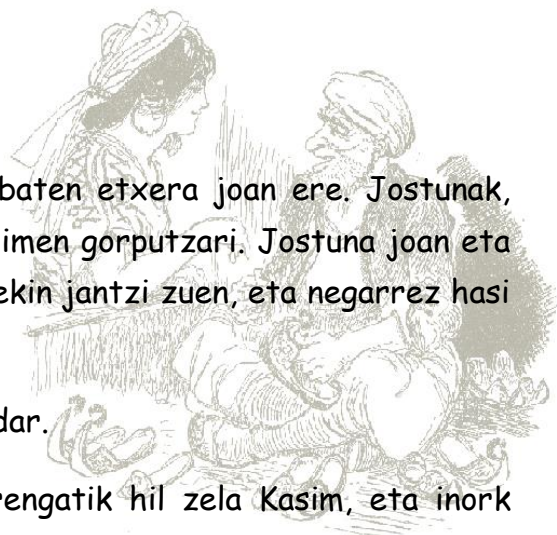 baten etxera joan ere. Jostunak,
imen gorputzari. Jostuna joan eta
ekin jantzi zuen, eta negarrez hasi
dar.
rengatik hil zela Kasim, eta inork